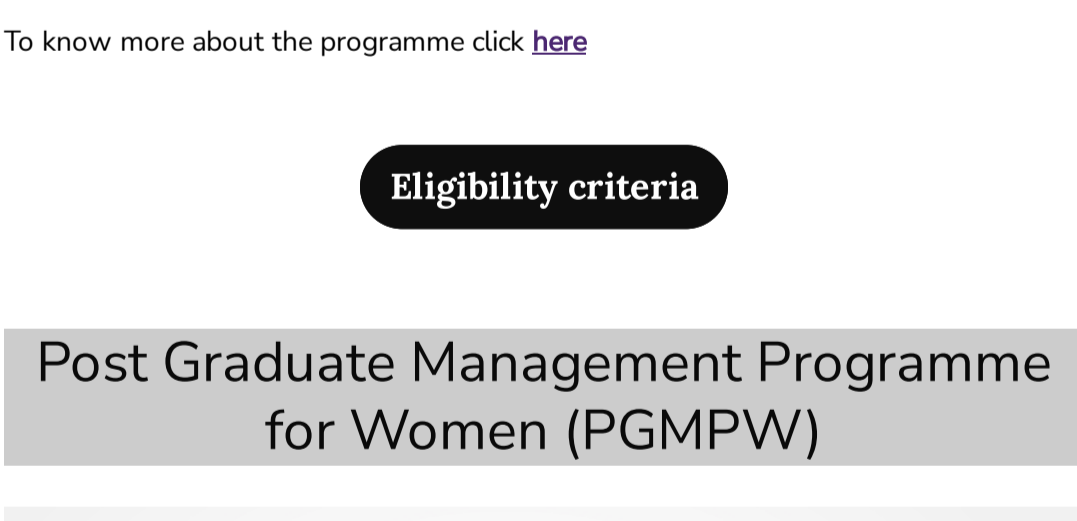 To know more about the programme click here
Eligibility criteria
Post Graduate Management Programme
for Women (PGMPW)